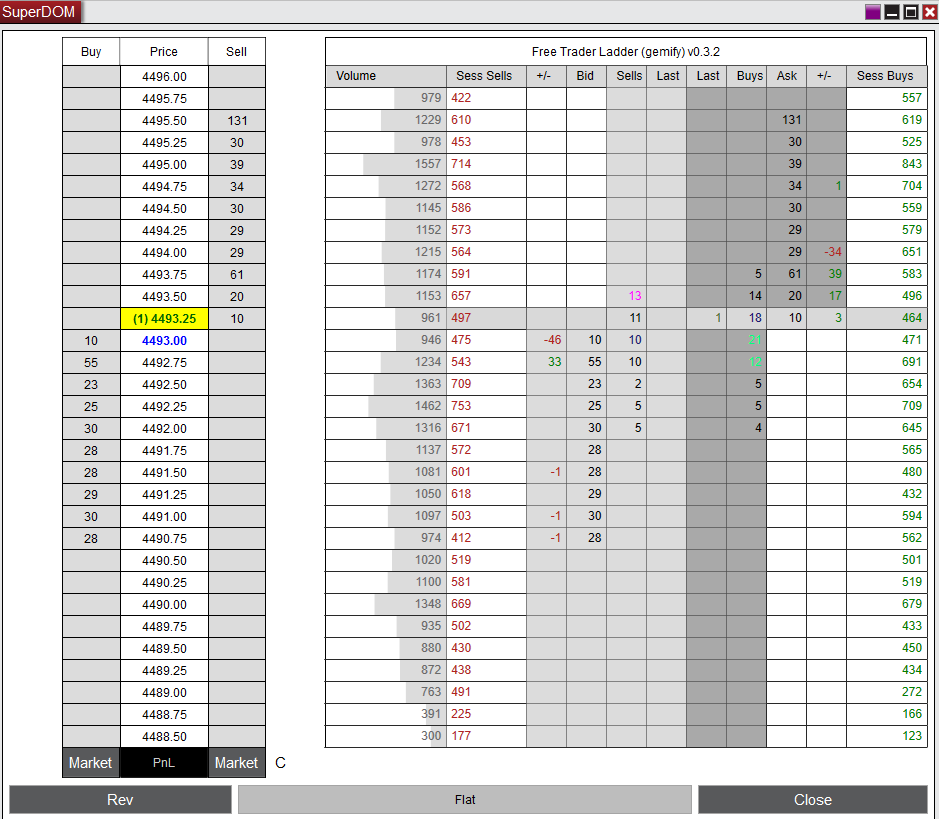 SuperDOM
Buy Price Sell Free Trader Ladder (gemify) v0.3.2
4496.00 Volume Sess Sells +/- Bid Sells Last Last Buys Ask +/- Sess Buys
4495.75 979 422 557
4495.50 131 1229 610 131 619
4495.25 30 978 453 30 525
4495.00 39 1557 714 39 843
4494.75 34 1272 568 34 1 704
4494.50 30 1145 586 30 559
4494.25 29 1152 573 29 579
4494.00 29 1215 564 29 -34 651
4493.75 61 1174 591 5 61 39 583
4493.50 20 1153 657 13 14 20 17 496
(1) 4493.25 10 961 497 11 1 18 10 3 464
10 4493.00 946 475 -46 10 10 21 471
55 4492.75 1234 543 33 55 10 12 691
23 4492.50 1363 709 23 2 5 654
25 4492.25 1462 753 25 5 5 709
30 4492.00 1316 671 30 5 4 645
28 4491.75 1137 572 28 565
28 4491.50 1081 601 -1 28 480
29 4491.25 1050 618 29 432
30 4491.00 1097 503 -1 30 594
28 4490.75 974 412 -1 28 562
4490.50 1020 519 501
4490.25 1100 581 519
4490.00 1348 669 679
4489.75 935 502 433
4489.50 880 430 450
4489.25 872 438 434
4489.00 763 491 272
4488.75 391 225 166
4488.50 300 177 123
Market PnL Market C
Rev Flat Close